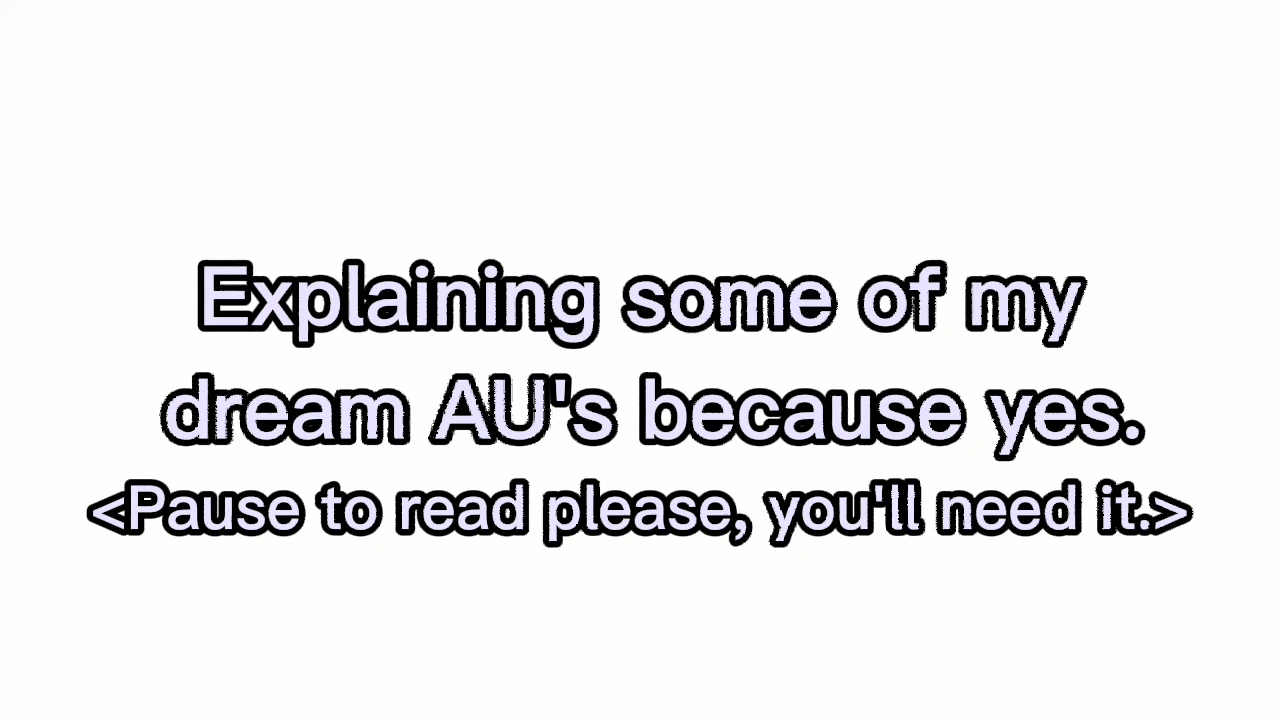 Explaining some of my
dream AU's because yes.
<Pause to read please, you'll need it.>